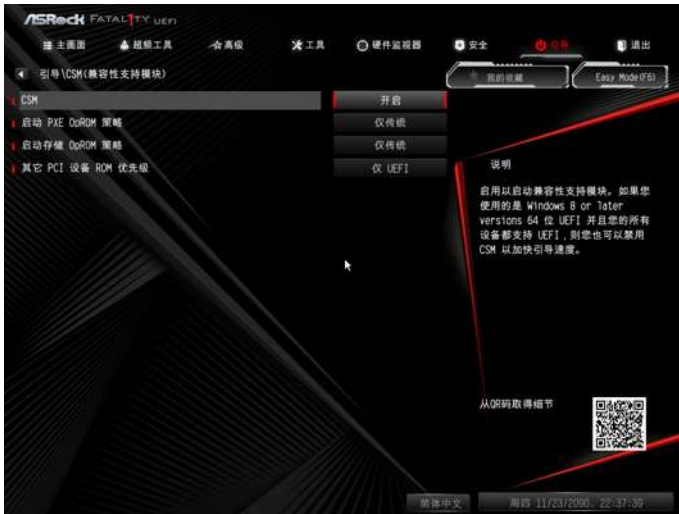 ASRock FATAL1TY UEFI
主画面 超频工具 高级 工具 硬件监视器 安全 引导 退出
引导\CSM(兼容性支持模块) 我的收藏 Easy Mode(F6)
CSM 开启
启动 PXE OpROM 策略 仅传统
启动存储 OpROM 策略 仅传统
其它 PCI 设备 ROM 优先级 仅 UEFI
说明
启用以启动兼容性支持模块。如果您
使用的是 Windows 8 or later
versions 64 位 UEFI 并且您的所有
设备都支持 UEFI，则您也可以禁用
CSM 以加快引导速度。
从QR码取得细节
简体中文 周四 11/23/2090, 22:37:39